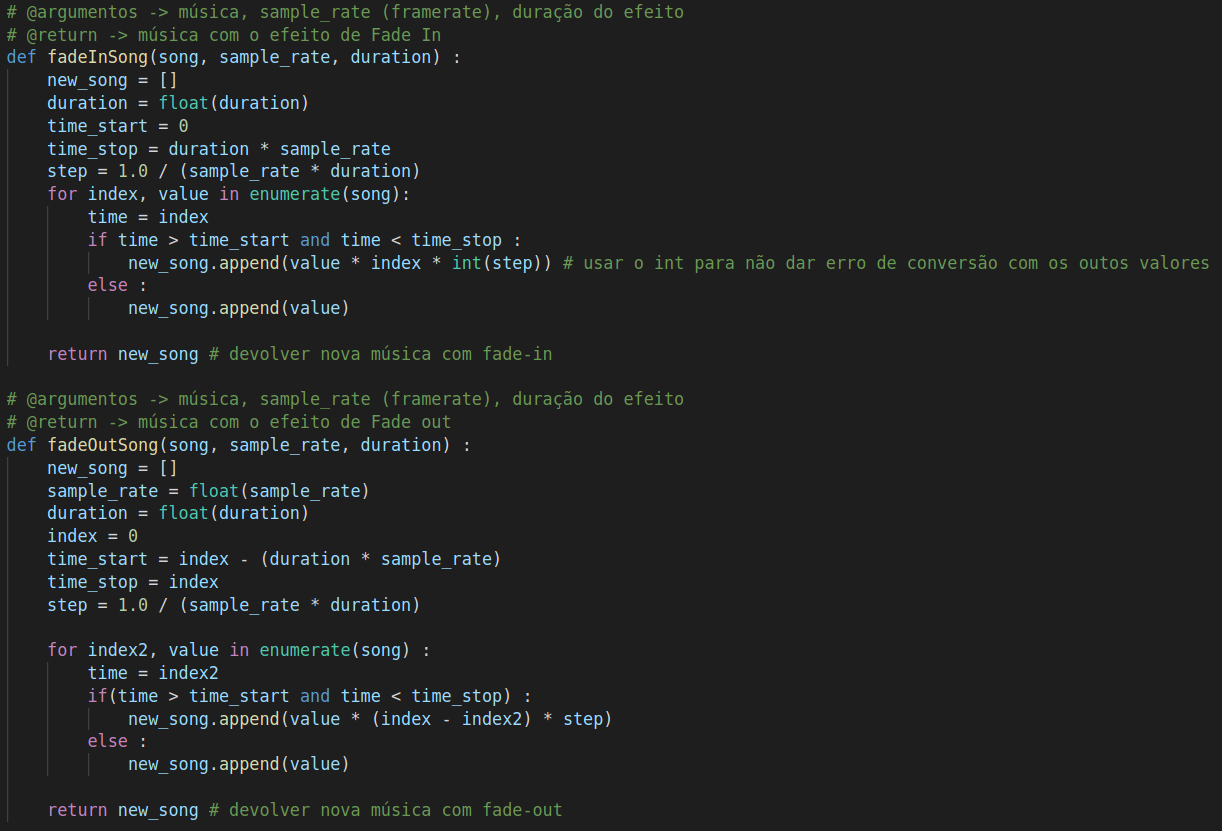 # @argumentos -> música, sample_rate (framerate), duração do efeito
# @return -> música com o efeito de Fade In
def fadeInSong(song, sample_rate, duration) :
    new_song = []
    duration = float(duration)
    time_start = 0
    time_stop = duration * sample_rate
    step = 1.0 / (sample_rate * duration)
    for index, value in enumerate(song):
        time = index
        if time > time_start and time < time_stop :
            new_song.append(value * index * int(step)) # usar o int para não dar erro de conversão com os outos valores
        else :
            new_song.append(value)

    return new_song # devolver nova música com fade-in

# @argumentos -> música, sample_rate (framerate), duração do efeito
# @return -> música com o efeito de Fade out
def fadeOutSong(song, sample_rate, duration) :
    new_song = []
    sample_rate = float(sample_rate)
    duration = float(duration)
    index = 0
    time_start = index - (duration * sample_rate)
    time_stop = index
    step = 1.0 / (sample_rate * duration)

    for index2, value in enumerate(song) :
        time = index2
        if(time > time_start and time < time_stop) :
            new_song.append(value * (index - index2) * step)
        else :
            new_song.append(value)

    return new_song # devolver nova música com fade-out